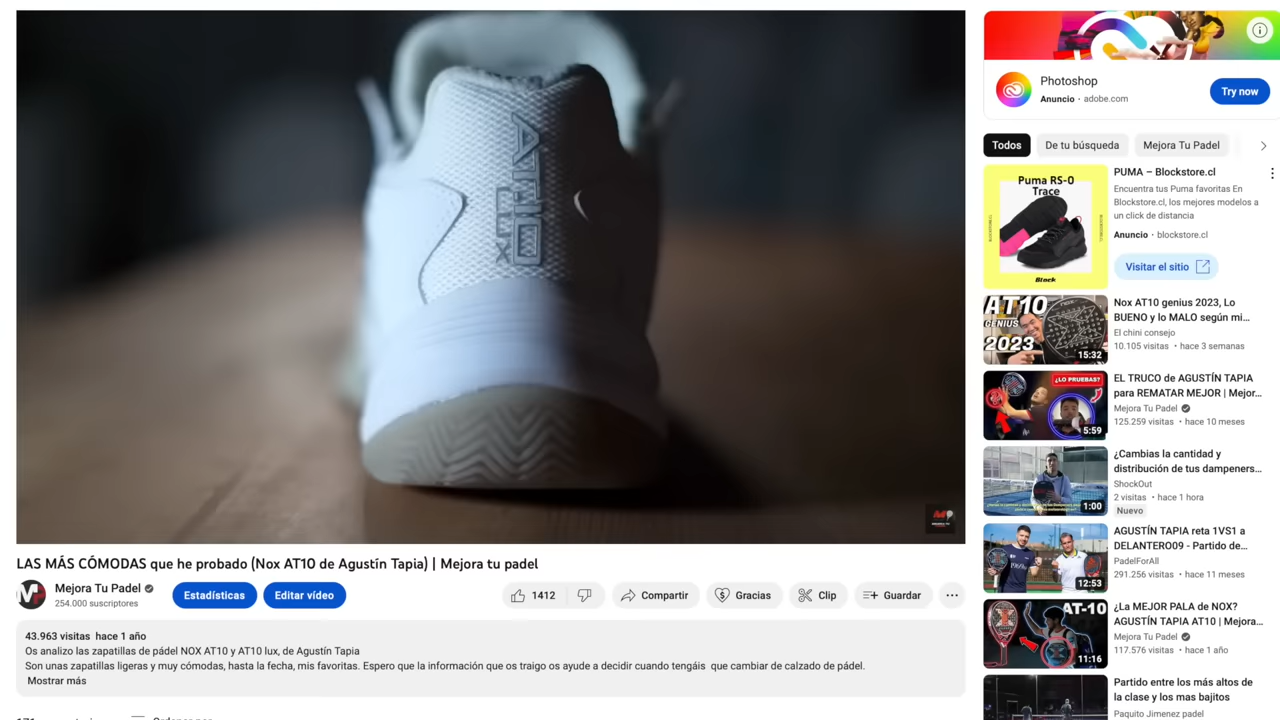 AT10
LUX
LAS MÁS CÓMODAS que he probado (Nox AT10 de Agustín Tapia) | Mejora tu padel
Mejora Tu Padel
254.000 suscriptores
Estadísticas
Editar vídeo
1412
Compartir
Gracias
Clip
Guardar
43.963 visitas hace 1 año
Os analizo las zapatillas de pádel NOX AT10 y AT10 lux, de Agustín Tapia
Son unas zapatillas ligeras y muy cómodas, hasta la fecha, mis favoritas. Espero que la información que os traigo os ayude a decidir cuando tengáis que cambiar de calzado de pádel.
Mostrar más
Photoshop
Anuncio · adobe.com
Try now
Todos
De tu búsqueda
Mejora Tu Padel
Puma RS-0
Trace
Block
PUMA – Blockstore.cl
Encuentra tus Puma favoritas En
Blockstore.cl, los mejores modelos a
un click de distancia
Anuncio · blockstore.cl
Visitar el sitio
AT10
GENIUS
2023
15:32
Nox AT10 genius 2023, Lo
BUENO y lo MALO según mi...
El chini consejo
10.105 visitas · hace 3 semanas
¿LO PRUEBAS?
5:59
EL TRUCO de AGUSTÍN TAPIA
para REMATAR MEJOR | Mejor...
Mejora Tu Padel
125.259 visitas · hace 10 meses
1:00
¿Cambias la cantidad y
distribución de tus dampeners...
ShockOut
2 visitas · hace 1 hora
Nuevo
12:53
AGUSTÍN TAPIA reta 1VS1 a
DELANTERO09 - Partido de...
PadelForAll
291.256 visitas · hace 11 meses
AT-10
11:16
¿La MEJOR PALA de NOX?
AGUSTÍN TAPIA AT10 | Mejora...
Mejora Tu Padel
117.576 visitas · hace 1 año
Partido entre los más altos de
la clase y los mas bajitos
Paquito Jimenez padel